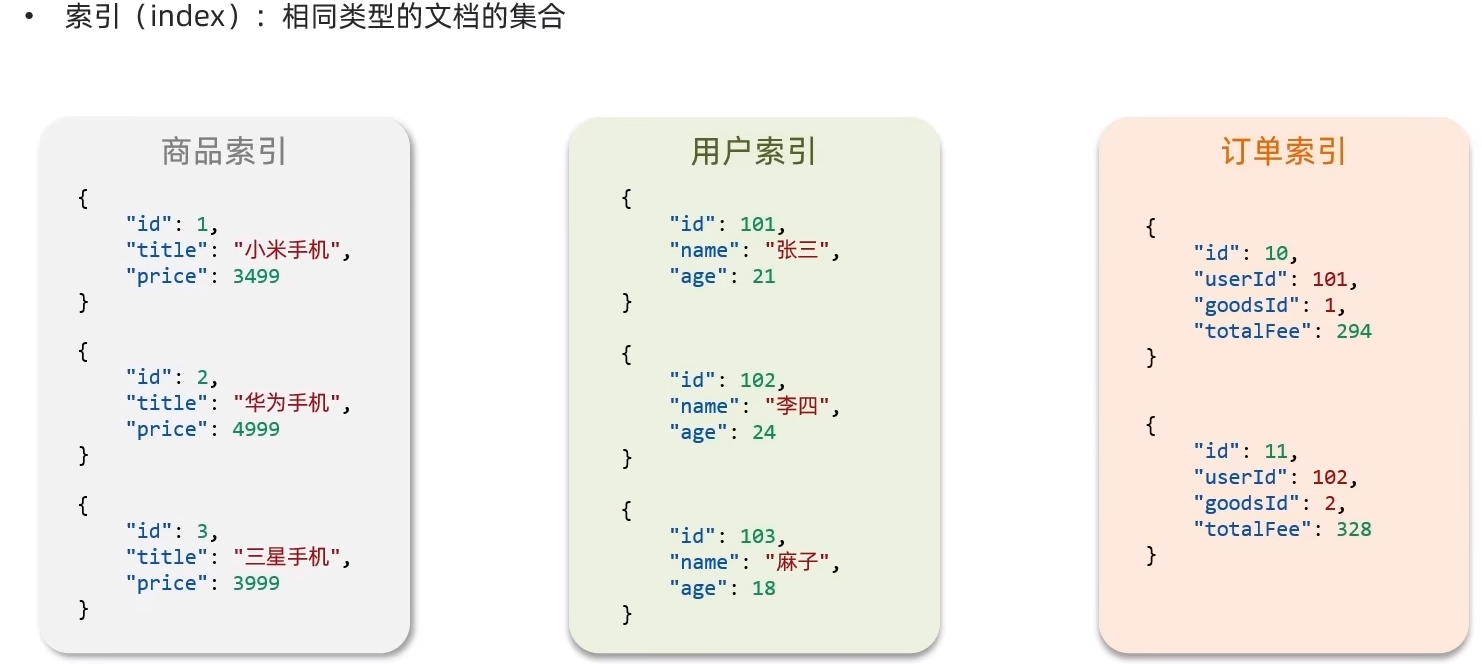 • 索引（index）：相同类型的文档的集合
商品索引
{
"id": 1,
"title": "小米手机",
"price": 3499
}
{
"id": 2,
"title": "华为手机",
"price": 4999
}
{
"id": 3,
"title": "三星手机",
"price": 3999
}
用户索引
{
"id": 101,
"name": "张三",
"age": 21
}
{
"id": 102,
"name": "李四",
"age": 24
}
{
"id": 103,
"name": "麻子",
"age": 18
}
订单索引
{
"id": 10,
"userId": 101,
"goodsId": 1,
"totalFee": 294
}
{
"id": 11,
"userId": 102,
"goodsId": 2,
"totalFee": 328
}